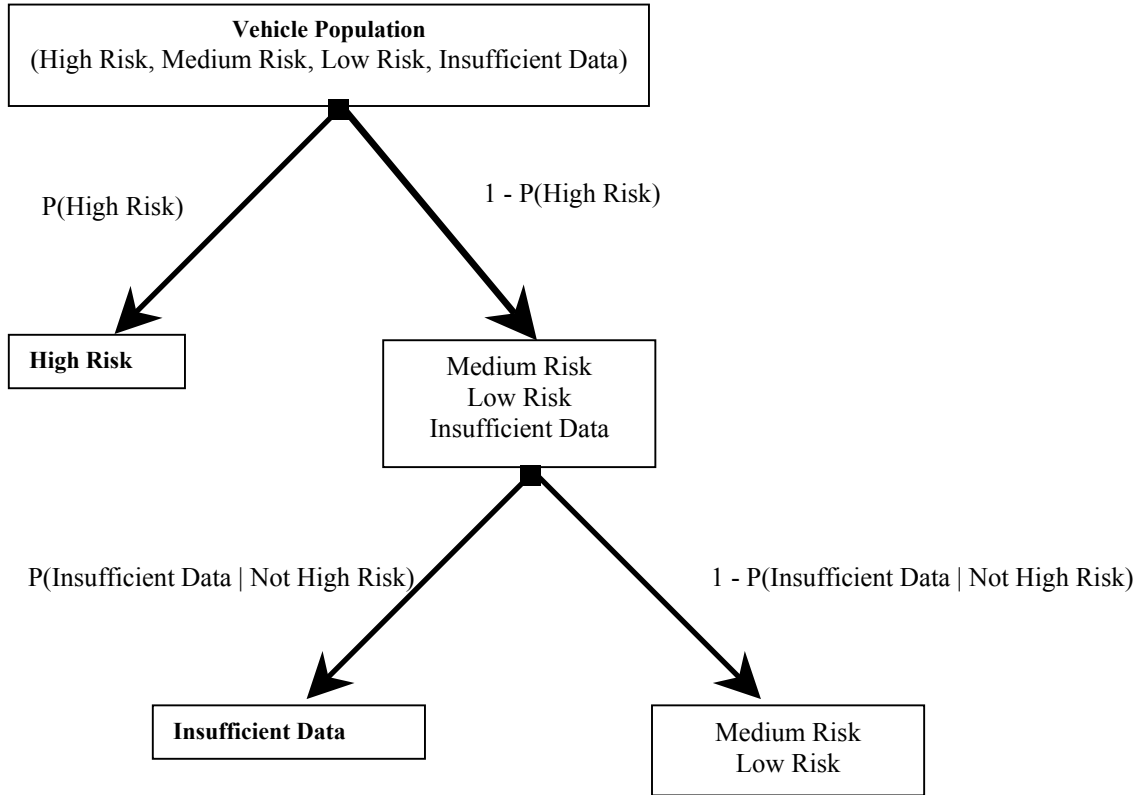 Vehicle Population
(High Risk, Medium Risk, Low Risk, Insufficient Data)
P(High Risk)
1 - P(High Risk)
High Risk
Medium Risk
Low Risk
Insufficient Data
P(Insufficient Data | Not High Risk)
1 - P(Insufficient Data | Not High Risk)
Insufficient Data
Medium Risk
Low Risk